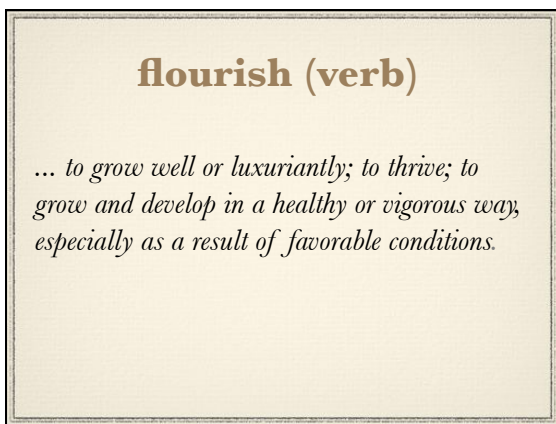 flourish (verb)
... to grow well or luxuriantly; to thrive; to
grow and develop in a healthy or vigorous way,
especially as a result of favorable conditions.